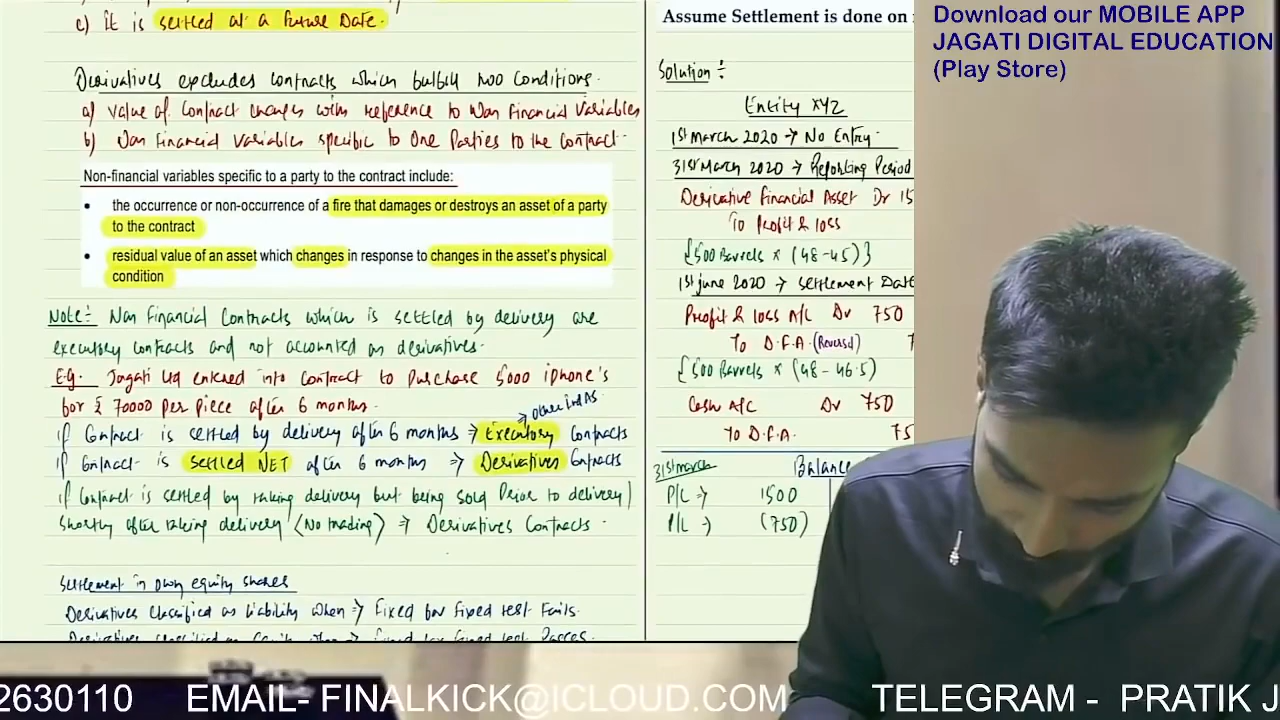 c) It is settled at a Future Date.
Derivatives excludes contracts which fulfill two Conditions.
a) Value of Contract changes with reference to Non Financial Variables
b) Non Financial Variables specific to One Parties to the Contract
Non-financial variables specific to a party to the contract include:
• the occurrence or non-occurrence of a fire that damages or destroys an asset of a party
to the contract
• residual value of an asset which changes in response to changes in the asset's physical
condition
Note:- Non Financial Contracts which is settled by delivery are
executory contracts and not accounted as derivatives.
E.g. Jagati Ltd entered into contract to Purchase 5000 iphone's
for ₹ 70000 per piece after 6 months.
→ Other Ind AS
if Contract is settled by delivery after 6 months ⇒ Executory Contracts
if Contract is settled NET after 6 months ⇒ Derivatives Contracts
if Contract is settled by taking delivery but being sold Prior to delivery /
shortly after taking delivery (No trading) ⇒ Derivatives Contracts.
Settlement in own equity shares
Derivatives classified as liability when ⇒ Fixed for fixed test Fails.
Assume Settlement is done on
Solution:-
Entity XYZ
1st March 2020 → No Entry
31st March 2020 → Reporting Period
Derivative Financial Asset Dr 15
To Profit & loss
{500 Barrels × (48-45)}
1st June 2020 → Settlement Date
Profit & loss A/c Dr 750
To D.F.A (Reversal) 7
{500 Barrels × (48-46.5)
Cash A/c Dr 750
To D.F.A. 75
31st march Balance
P/L ⇒ 1500
P/L ⇒ (750)
Download our MOBILE APP
JAGATI DIGITAL EDUCATION
(Play Store)
2630110 EMAIL- FINALKICK@ICLOUD.COM TELEGRAM - PRATIK J